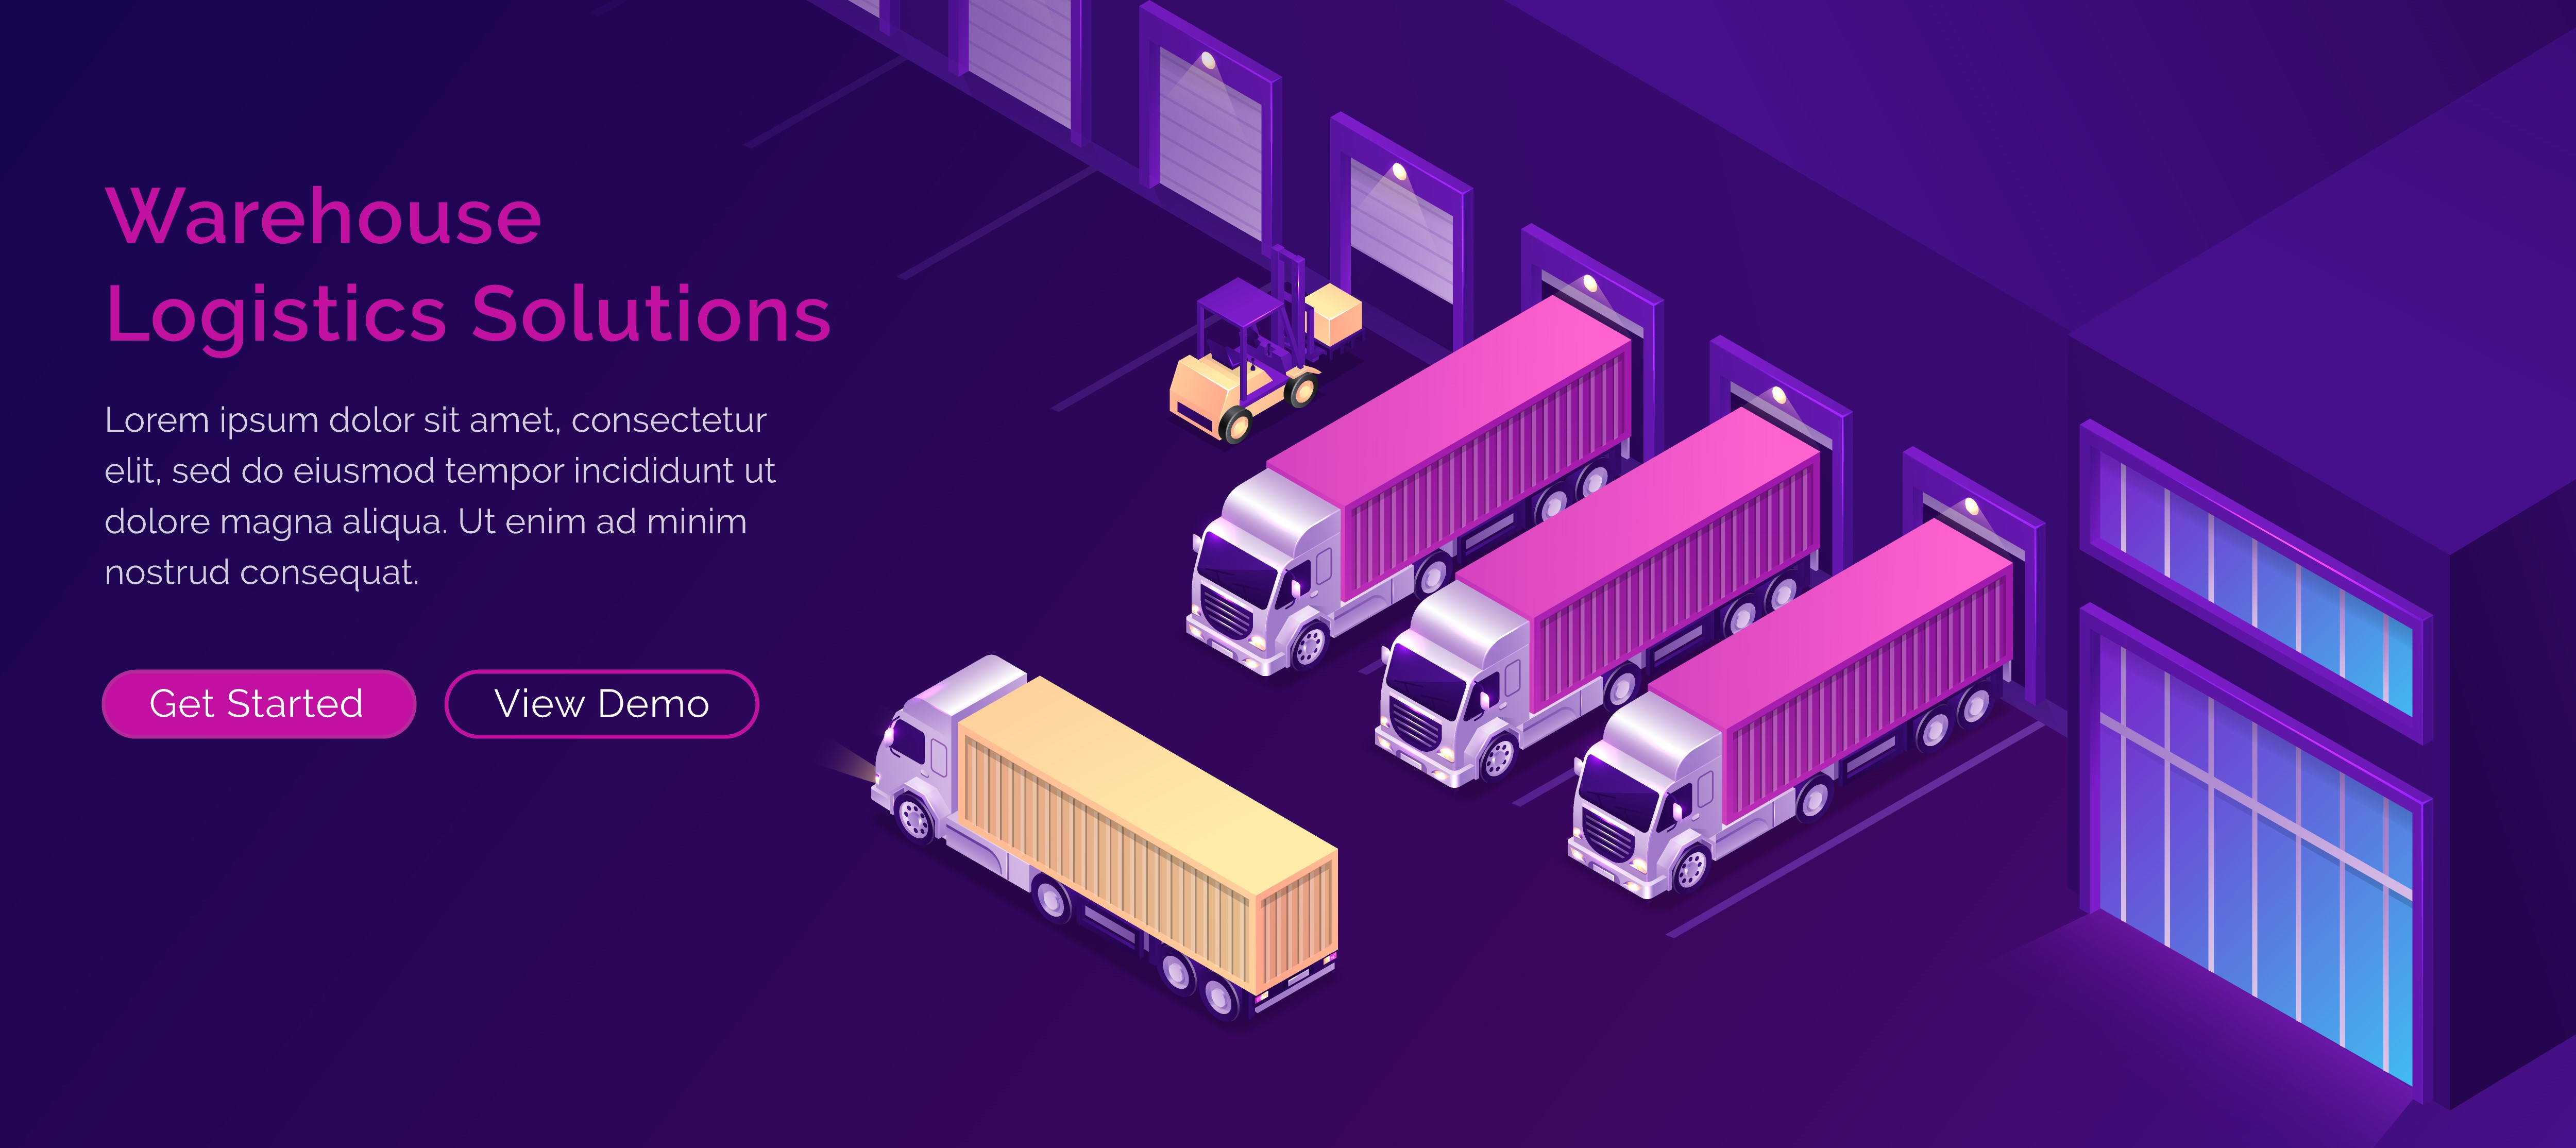 Warehouse
Logistics Solutions
Lorem ipsum dolor sit amet, consectetur
elit, sed do eiusmod tempor incididunt ut
dolore magna aliqua. Ut enim ad minim
nostrud consequat.
Get Started
View Demo